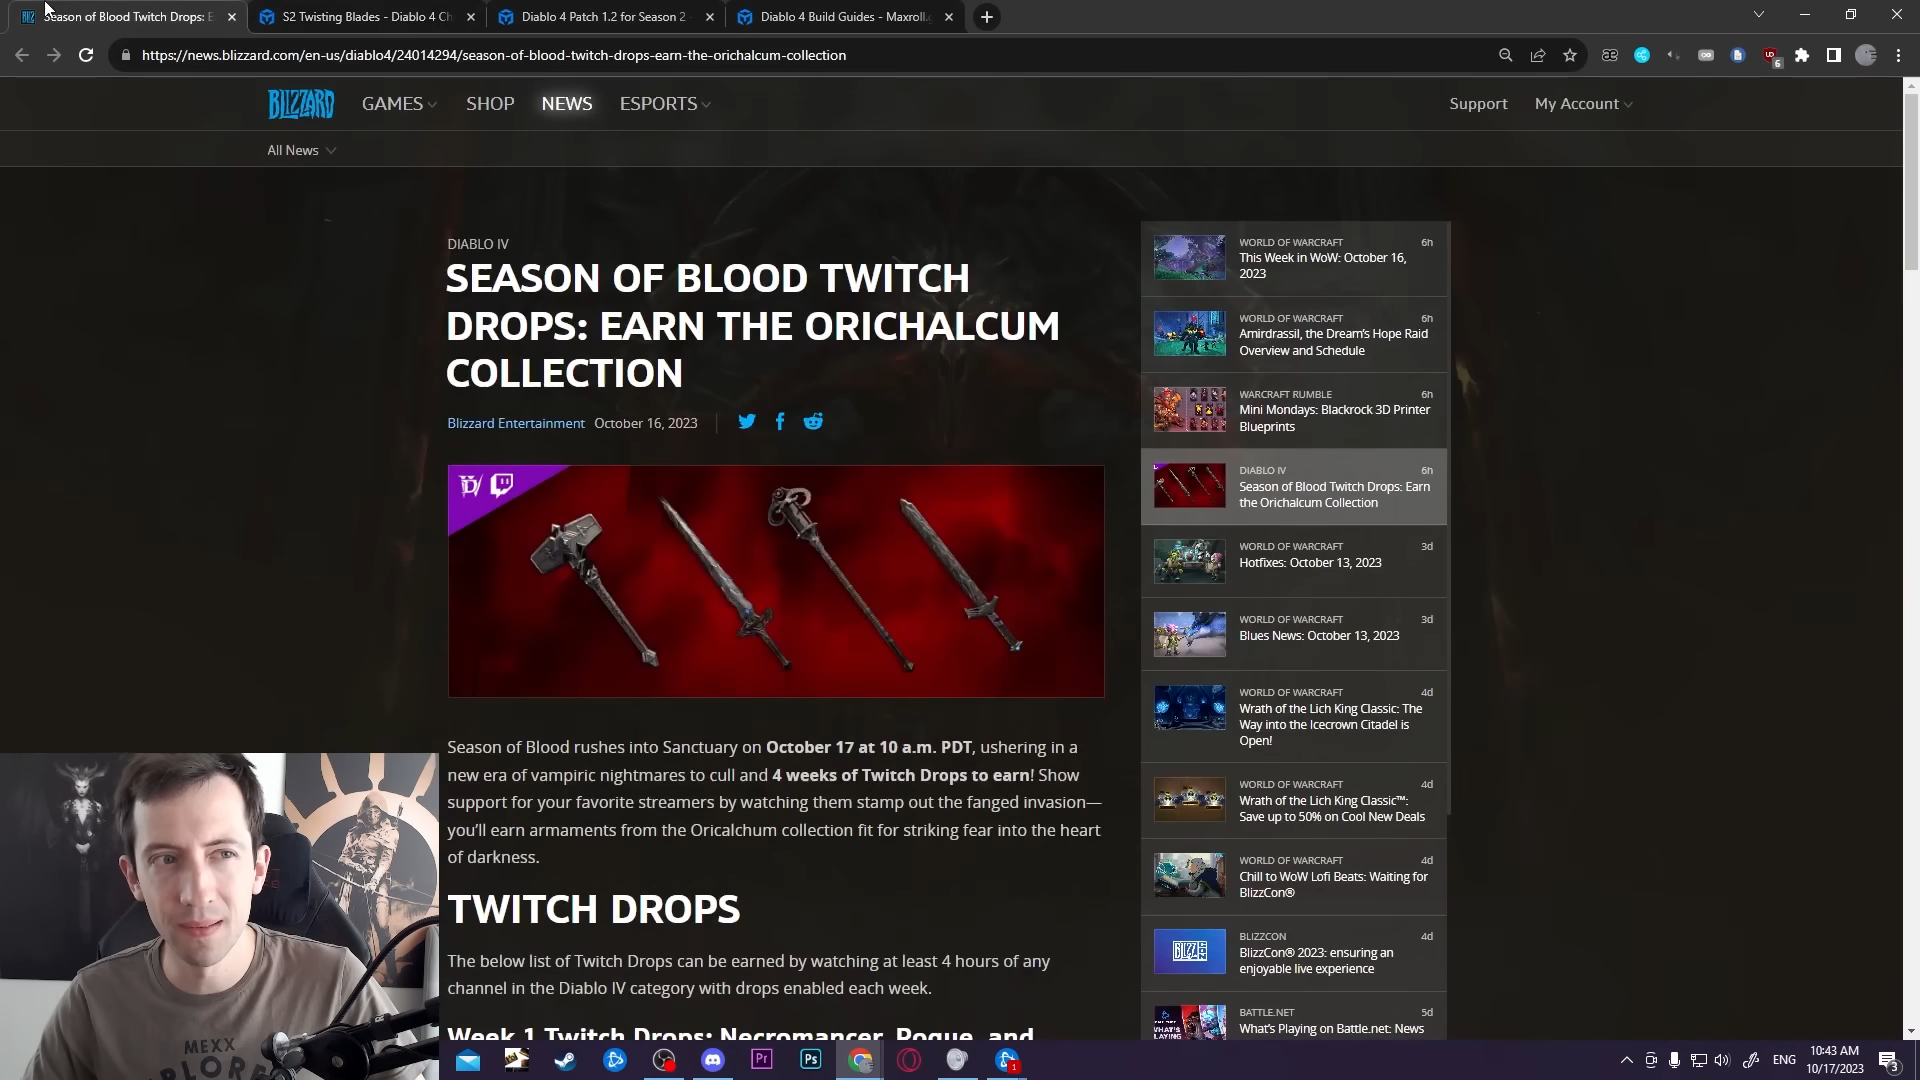 Season of Blood Twitch Drops: E
S2 Twisting Blades - Diablo 4 Ch
Diablo 4 Patch 1.2 for Season 2
Diablo 4 Build Guides - Maxroll.g
https://news.blizzard.com/en-us/diablo4/24014294/season-of-blood-twitch-drops-earn-the-orichalcum-collection
6
BLIZZARD
GAMES
SHOP
NEWS
ESPORTS
Support
My Account
All News
DIABLO IV
SEASON OF BLOOD TWITCH
DROPS: EARN THE ORICHALCUM
COLLECTION
Blizzard Entertainment October 16, 2023
Season of Blood rushes into Sanctuary on October 17 at 10 a.m. PDT, ushering in a
new era of vampiric nightmares to cull and 4 weeks of Twitch Drops to earn! Show
support for your favorite streamers by watching them stamp out the fanged invasion—
you'll earn armaments from the Oricalchum collection fit for striking fear into the heart
of darkness.
TWITCH DROPS
The below list of Twitch Drops can be earned by watching at least 4 hours of any
channel in the Diablo IV category with drops enabled each week.
Week 1 Twitch Drops: Necromancer, Rogue, and
WORLD OF WARCRAFT 6h
This Week in WoW: October 16,
2023
WORLD OF WARCRAFT 6h
Amirdrassil, the Dream's Hope Raid
Overview and Schedule
WARCRAFT RUMBLE 6h
Mini Mondays: Blackrock 3D Printer
Blueprints
DIABLO IV 6h
Season of Blood Twitch Drops: Earn
the Orichalcum Collection
WORLD OF WARCRAFT 3d
Hotfixes: October 13, 2023
WORLD OF WARCRAFT 3d
Blues News: October 13, 2023
WORLD OF WARCRAFT 4d
Wrath of the Lich King Classic: The
Way into the Icecrown Citadel is
Open!
WORLD OF WARCRAFT 4d
Wrath of the Lich King Classic™:
Save up to 50% on Cool New Deals
WORLD OF WARCRAFT 4d
Chill to WoW Lofi Beats: Waiting for
BlizzCon®
BLIZZCON 4d
BlizzCon® 2023: ensuring an
enjoyable live experience
BATTLE.NET 5d
What's Playing on Battle.net: News
MEXX
Pr
Ps
1
ENG
10:43 AM
10/17/2023
3